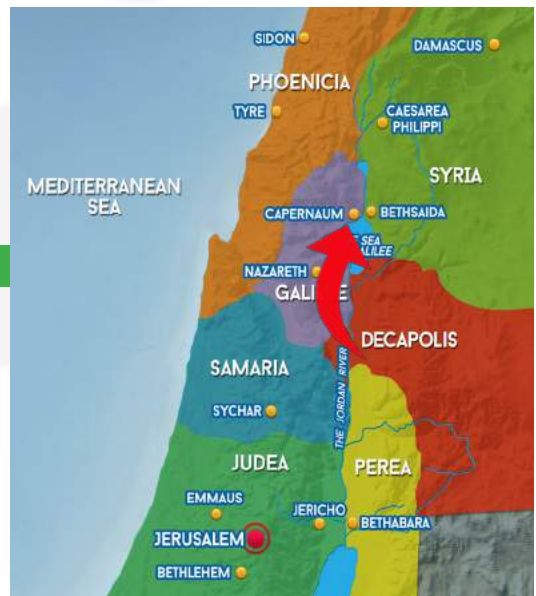 SIDON
DAMASCUS
PHOENICIA
TYRE
CAESAREA
PHILIPPI
SYRIA
MEDITERRANEAN
SEA
CAPERNAUM
BETHSAIDA
SEA
NAZARETH
DECAPOLIS
SAMARIA
THE JORDAN RIVER
SYCHAR
JUDEA
PEREA
EMMAUS
JERICHO
BETHABARA
JERUSALEM
BETHLEHEM